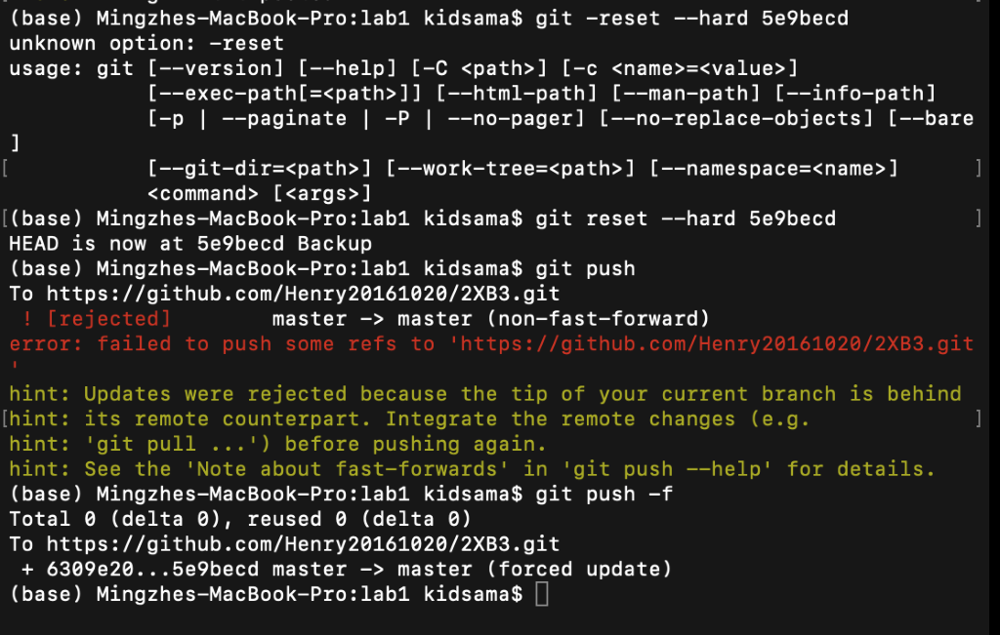 (base) Mingzhes-MacBook-Pro:lab1 kidsama$ git -reset --hard 5e9becd
unknown option: -reset
usage: git [--version] [--help] [-C <path>] [-c <name>=<value>]
           [--exec-path[=<path>]] [--html-path] [--man-path] [--info-path]
           [-p | --paginate | -P | --no-pager] [--no-replace-objects] [--bare
]
[           [--git-dir=<path>] [--work-tree=<path>] [--namespace=<name>]      ]
           <command> [<args>]
[(base) Mingzhes-MacBook-Pro:lab1 kidsama$ git reset --hard 5e9becd           ]
HEAD is now at 5e9becd Backup
(base) Mingzhes-MacBook-Pro:lab1 kidsama$ git push
To https://github.com/Henry20161020/2XB3.git
 ! [rejected]        master -> master (non-fast-forward)
error: failed to push some refs to 'https://github.com/Henry20161020/2XB3.git
'
hint: Updates were rejected because the tip of your current branch is behind
[hint: its remote counterpart. Integrate the remote changes (e.g.             ]
hint: 'git pull ...') before pushing again.
hint: See the 'Note about fast-forwards' in 'git push --help' for details.
(base) Mingzhes-MacBook-Pro:lab1 kidsama$ git push -f
Total 0 (delta 0), reused 0 (delta 0)
To https://github.com/Henry20161020/2XB3.git
 + 6309e20...5e9becd master -> master (forced update)
(base) Mingzhes-MacBook-Pro:lab1 kidsama$